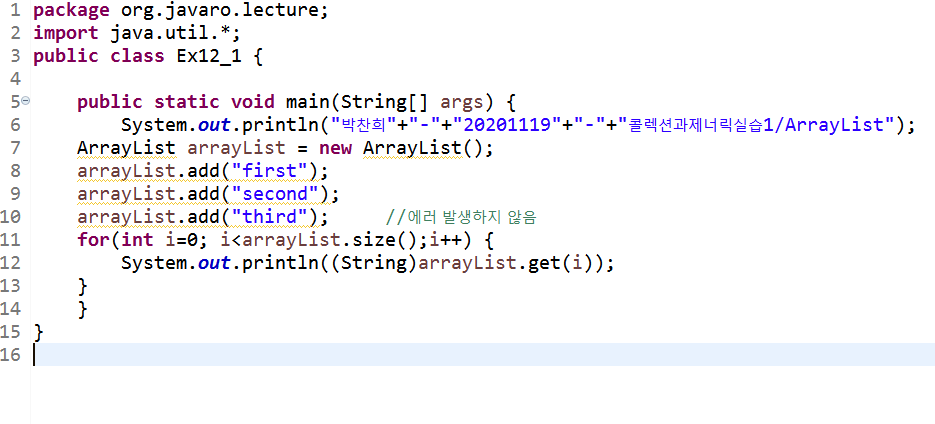 1 package org.javaro.lecture;
2 import java.util.*;
3 public class Ex12_1 {
4
5 public static void main(String[] args) {
6 System.out.println("박찬희"+"-"+"20201119"+"-"+"콜렉션과제너릭실습1/ArrayList");
7 ArrayList arrayList = new ArrayList();
8 arrayList.add("first");
9 arrayList.add("second");
10 arrayList.add("third"); //에러 발생하지 않음
11 for(int i=0; i<arrayList.size();i++) {
12 System.out.println((String)arrayList.get(i));
13 }
14 }
15 }
16